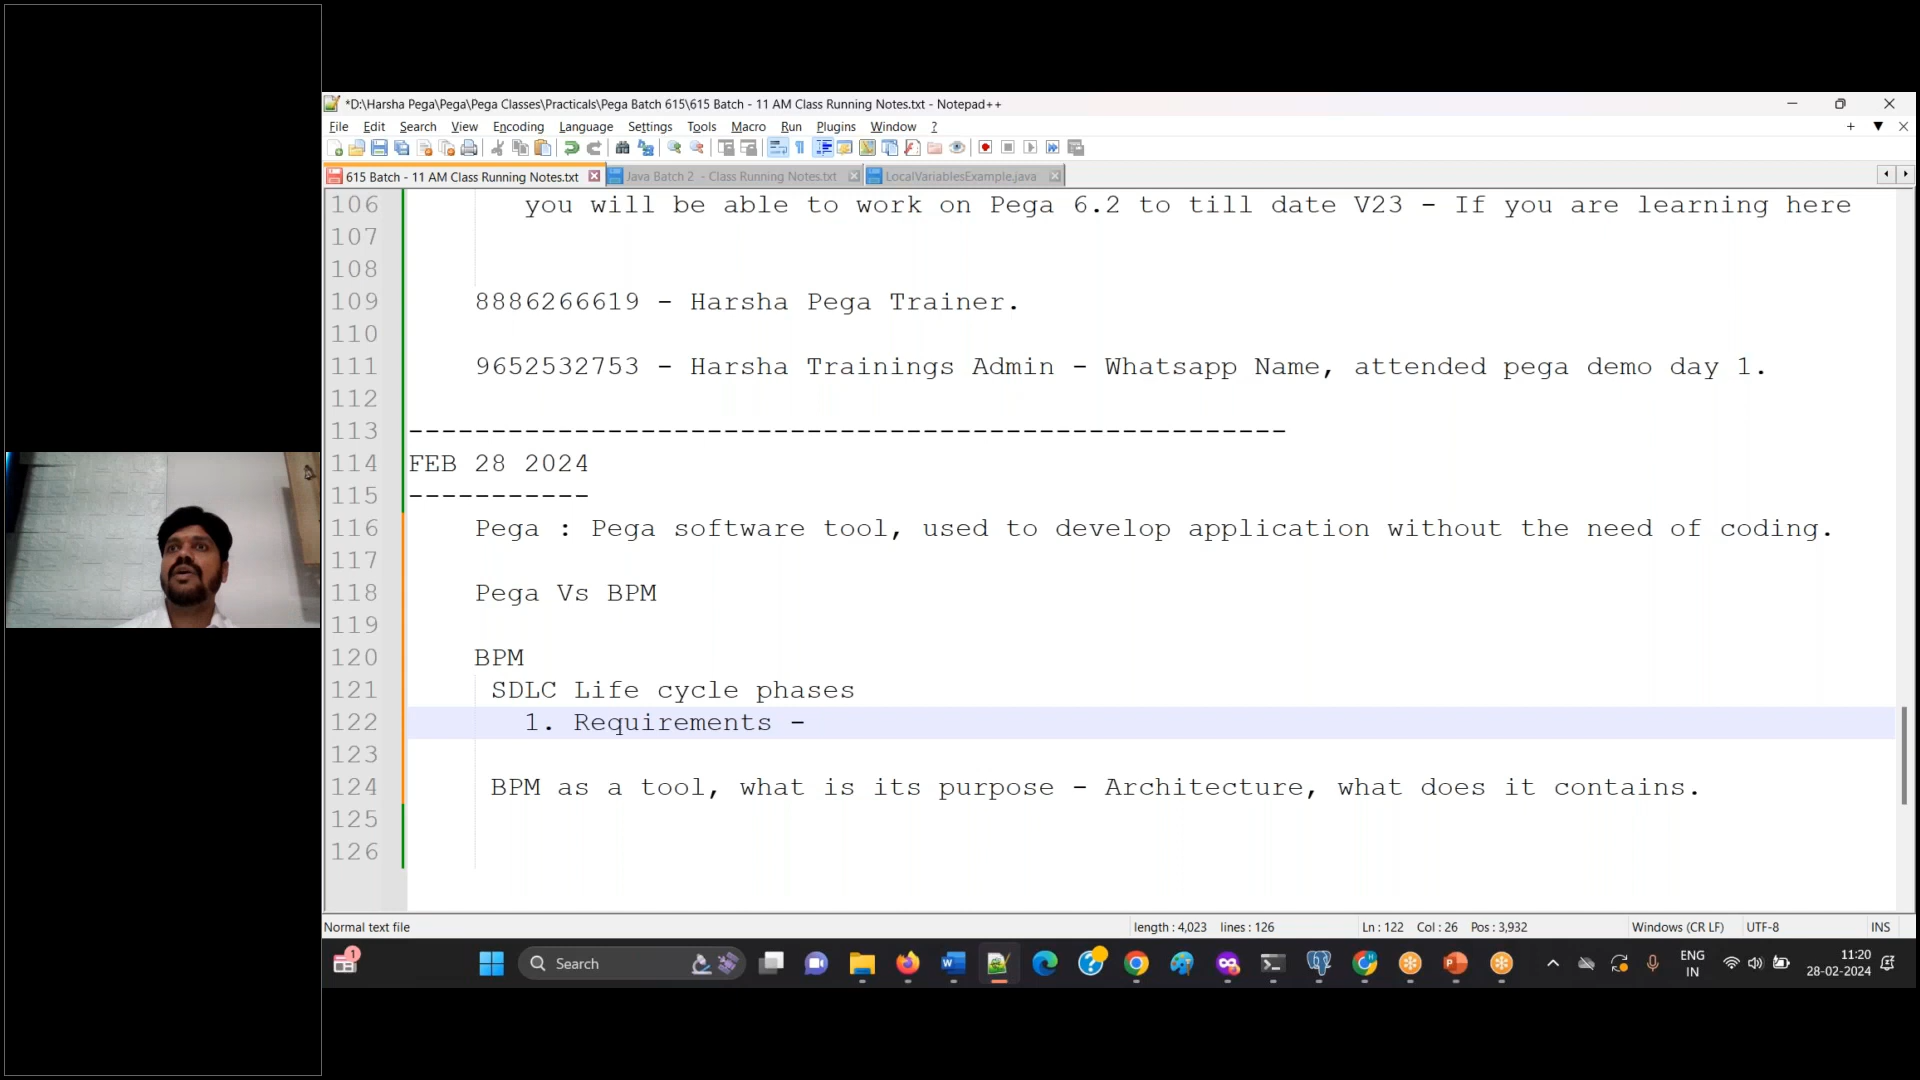 *D:\Harsha Pega\Pega\Pega Classes\Practicals\Pega Batch 615\615 Batch - 11 AM Class Running Notes.txt - Notepad++
File Edit Search View Encoding Language Settings Tools Macro Run Plugins Window ?
615 Batch - 11 AM Class Running Notes.txt Java Batch 2 - Class Running Notes.txt LocalVariablesExample.java
106 you will be able to work on Pega 6.2 to till date V23 - If you are learning here
107
108
109 8886266619 - Harsha Pega Trainer.
110
111 9652532753 - Harsha Trainings Admin - Whatsapp Name, attended pega demo day 1.
112
113 -----------------------------------------------------
114 FEB 28 2024
115 -----------
116 Pega : Pega software tool, used to develop application without the need of coding.
117
118 Pega Vs BPM
119
120 BPM
121 SDLC Life cycle phases
122 1. Requirements -
123
124 BPM as a tool, what is its purpose - Architecture, what does it contains.
125
126
Normal text file length : 4,023 lines : 126 Ln : 122 Col : 26 Pos : 3,932 Windows (CR LF) UTF-8 INS
1 Search ENG IN 11:20 28-02-2024